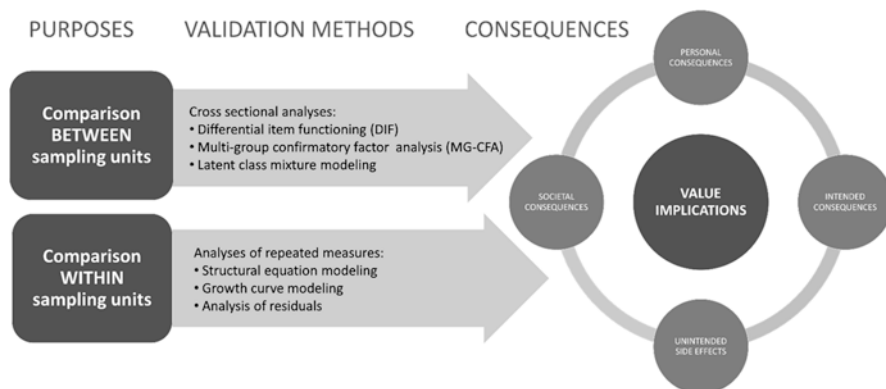 PURPOSES
VALIDATION METHODS
CONSEQUENCES
Comparison
BETWEEN
sampling units
Cross sectional analyses:
• Differential item functioning (DIF)
• Multi-group confirmatory factor analysis (MG-CFA)
• Latent class mixture modeling
Comparison
WITHIN
sampling units
Analyses of repeated measures:
• Structural equation modeling
• Growth curve modeling
• Analysis of residuals
PERSONAL
CONSEQUENCES
SOCIETAL
CONSEQUENCES
VALUE
IMPLICATIONS
INTENDED
CONSEQUENCES
UNINTENDED
SIDE EFFECTS